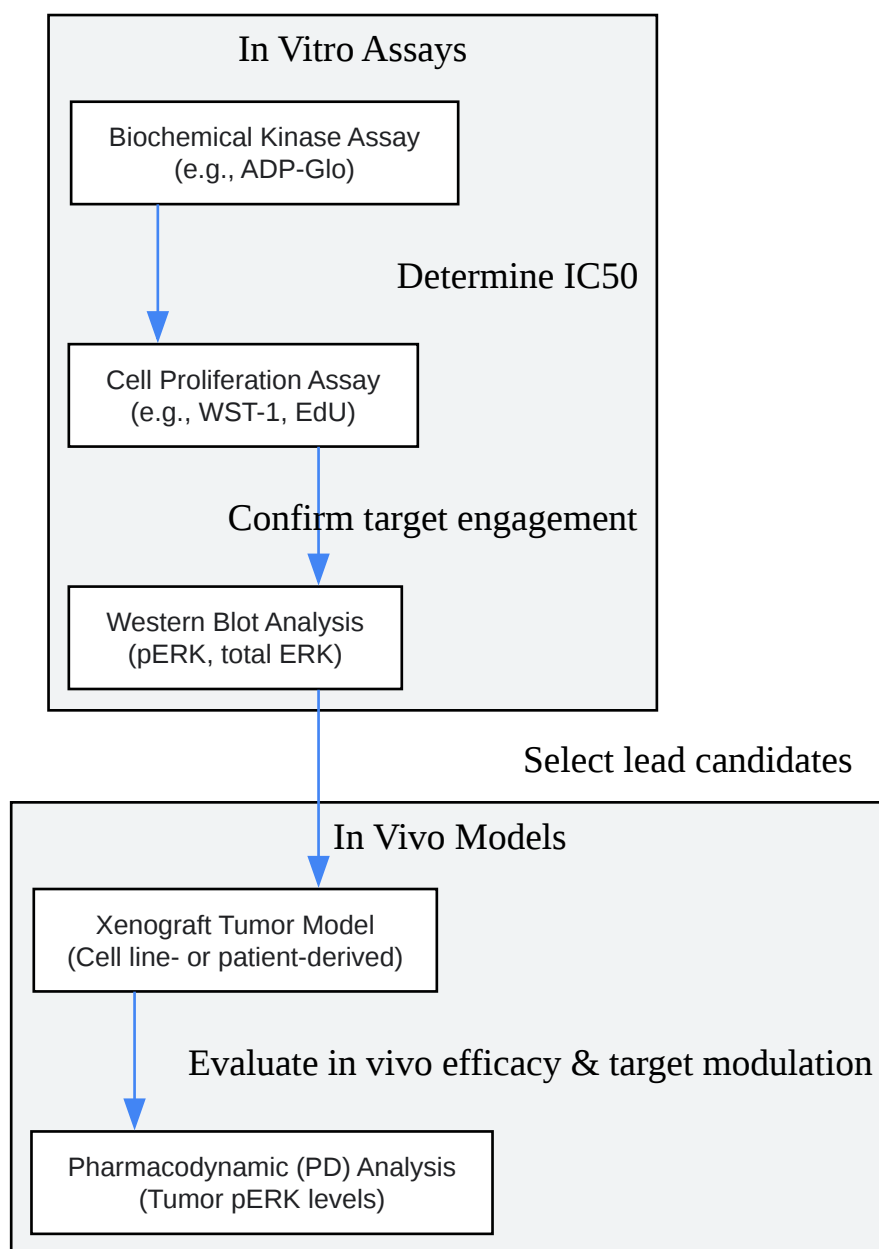 In Vitro Assays
Biochemical Kinase Assay
(e.g., ADP-Glo)
Determine IC50
Cell Proliferation Assay
(e.g., WST-1, EdU)
Confirm target engagement
Western Blot Analysis
(pERK, total ERK)
Select lead candidates
In Vivo Models
Xenograft Tumor Model
(Cell line- or patient-derived)
Evaluate in vivo efficacy & target modulation
Pharmacodynamic (PD) Analysis
(Tumor pERK levels)